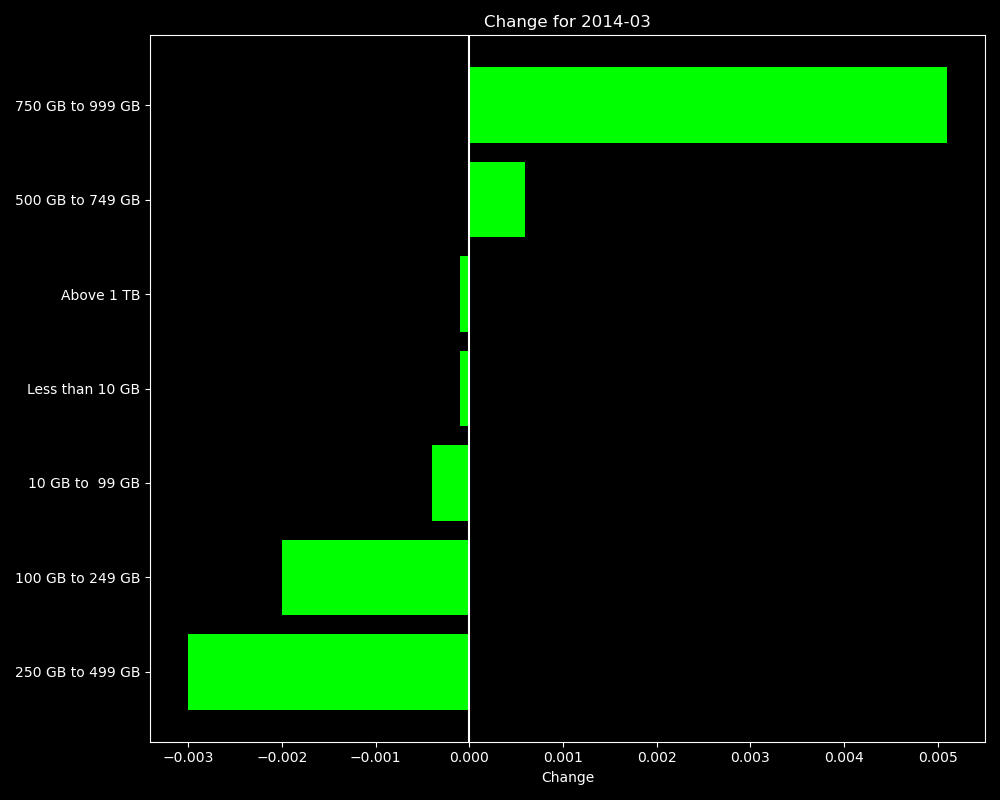 Change for 2014-03
750 GB to 999 GB
500 GB to 749 GB
Above 1 TB
Less than 10 GB
10 GB to  99 GB
100 GB to 249 GB
250 GB to 499 GB
−0.003 −0.002 −0.001 0.000 0.001 0.002 0.003 0.004 0.005
Change